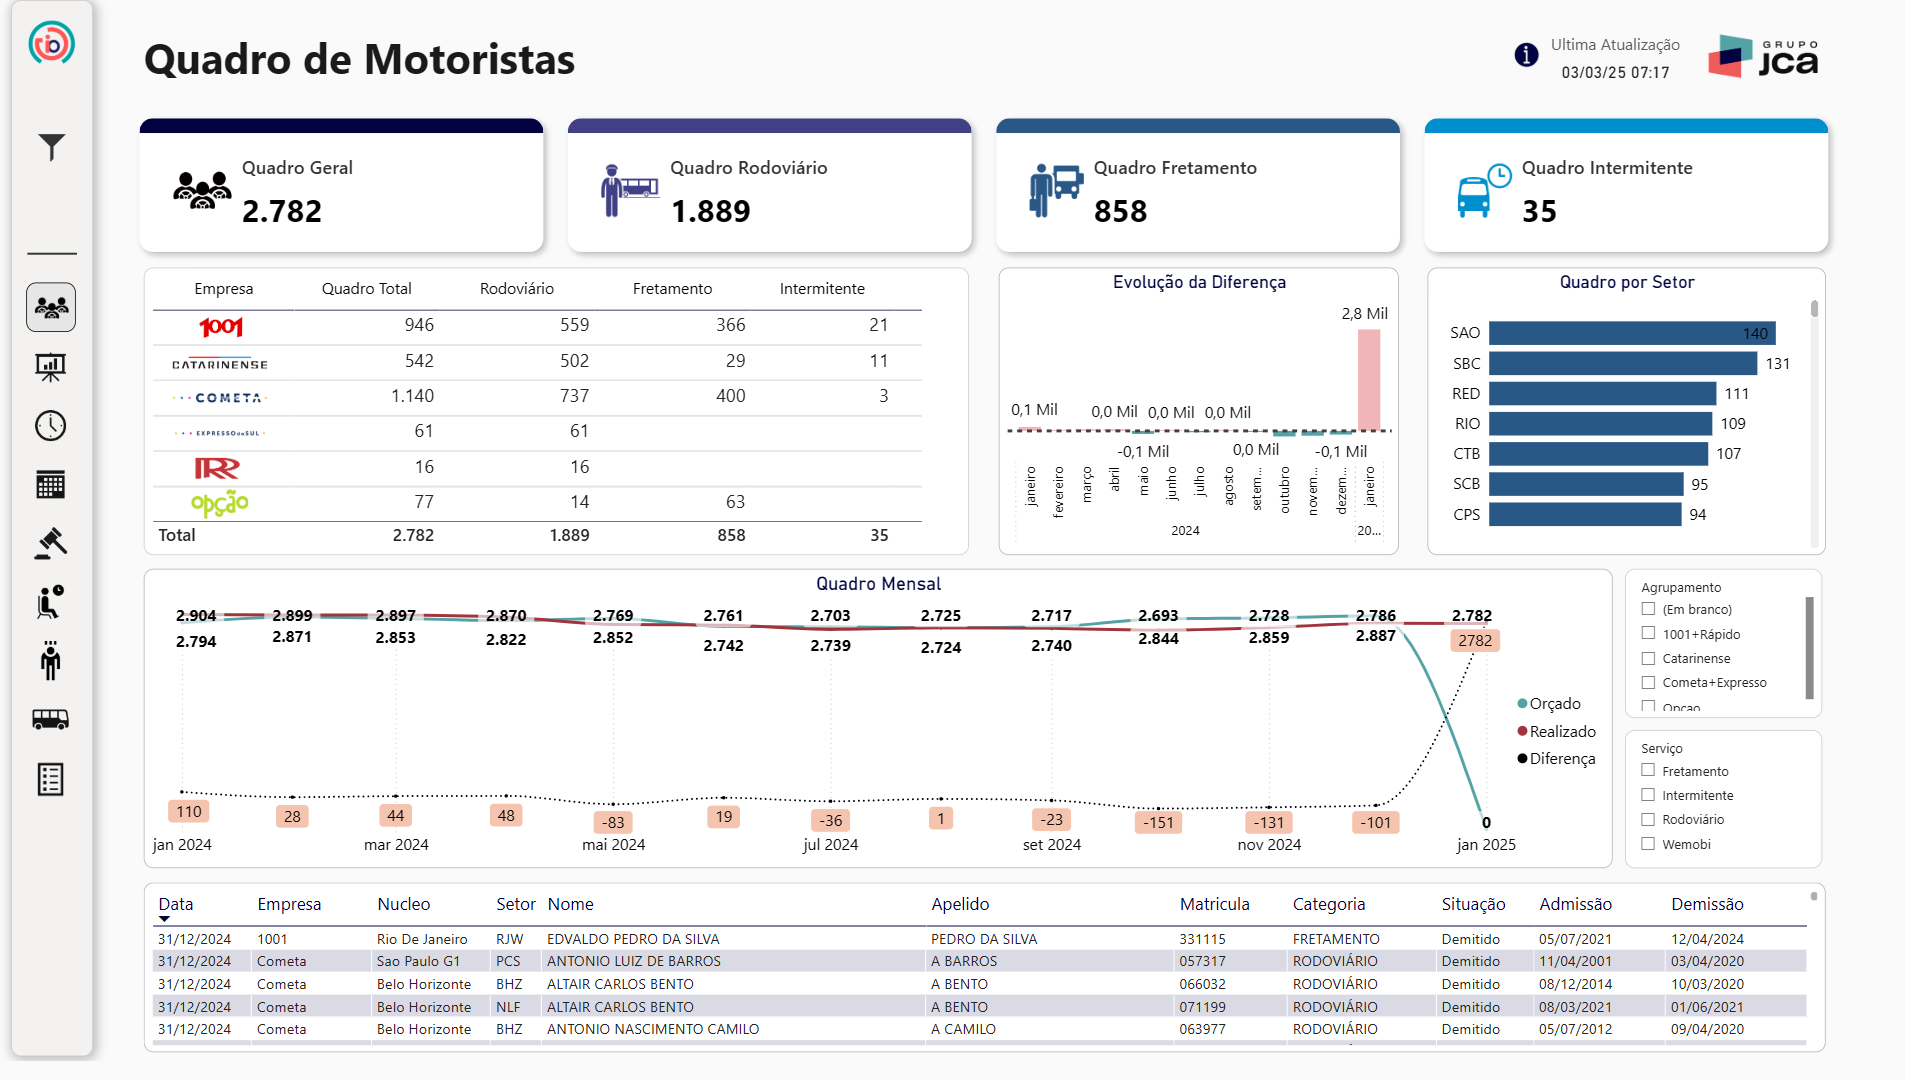 Quadro de Motoristas
Ultima Atualização
03/03/25 07:17
GRUPO
jca
Quadro Geral
2.782
Quadro Rodoviário
1.889
Quadro Fretamento
858
Quadro Intermitente
35
Empresa Quadro Total Rodoviário Fretamento Intermitente
1001 946 559 366 21
CATARINENSE 542 502 29 11
COMETA 1.140 737 400 3
EXPRESSO do SUL 61 61
16 16
opção 77 14 63
Total 2.782 1.889 858 35
Evolução da Diferença
2,8 Mil
0,1 Mil 0,0 Mil 0,0 Mil 0,0 Mil
-0,1 Mil 0,0 Mil -0,1 Mil
janeiro fevereiro março abril maio junho julho agosto setem... outubro novem... dezem... janeiro
2024 20...
Quadro por Setor
SAO 140
SBC 131
RED 111
RIO 109
CTB 107
SCB 95
CPS 94
Quadro Mensal
2.904 2.899 2.897 2.870 2.769 2.761 2.703 2.725 2.717 2.693 2.728 2.786 2.782
2.794 2.871 2.853 2.822 2.852 2.742 2.739 2.724 2.740 2.844 2.859 2.887 2782
Orçado
Realizado
Diferença
110 28 44 48 -83 19 -36 1 -23 -151 -131 -101 0
jan 2024 mar 2024 mai 2024 jul 2024 set 2024 nov 2024 jan 2025
Agrupamento
(Em branco)
1001+Rápido
Catarinense
Cometa+Expresso
Opcao
Serviço
Fretamento
Intermitente
Rodoviário
Wemobi
Data Empresa Nucleo Setor Nome Apelido Matricula Categoria Situação Admissão Demissão
31/12/2024 1001 Rio De Janeiro RJW EDVALDO PEDRO DA SILVA PEDRO DA SILVA 331115 FRETAMENTO Demitido 05/07/2021 12/04/2024
31/12/2024 Cometa Sao Paulo G1 PCS ANTONIO LUIZ DE BARROS A BARROS 057317 RODOVIÁRIO Demitido 11/04/2001 03/04/2020
31/12/2024 Cometa Belo Horizonte BHZ ALTAIR CARLOS BENTO A BENTO 066032 RODOVIÁRIO Demitido 08/12/2014 10/03/2020
31/12/2024 Cometa Belo Horizonte NLF ALTAIR CARLOS BENTO A BENTO 071199 RODOVIÁRIO Demitido 08/03/2021 01/06/2021
31/12/2024 Cometa Belo Horizonte BHZ ANTONIO NASCIMENTO CAMILO A CAMILO 063977 RODOVIÁRIO Demitido 05/07/2012 09/04/2020